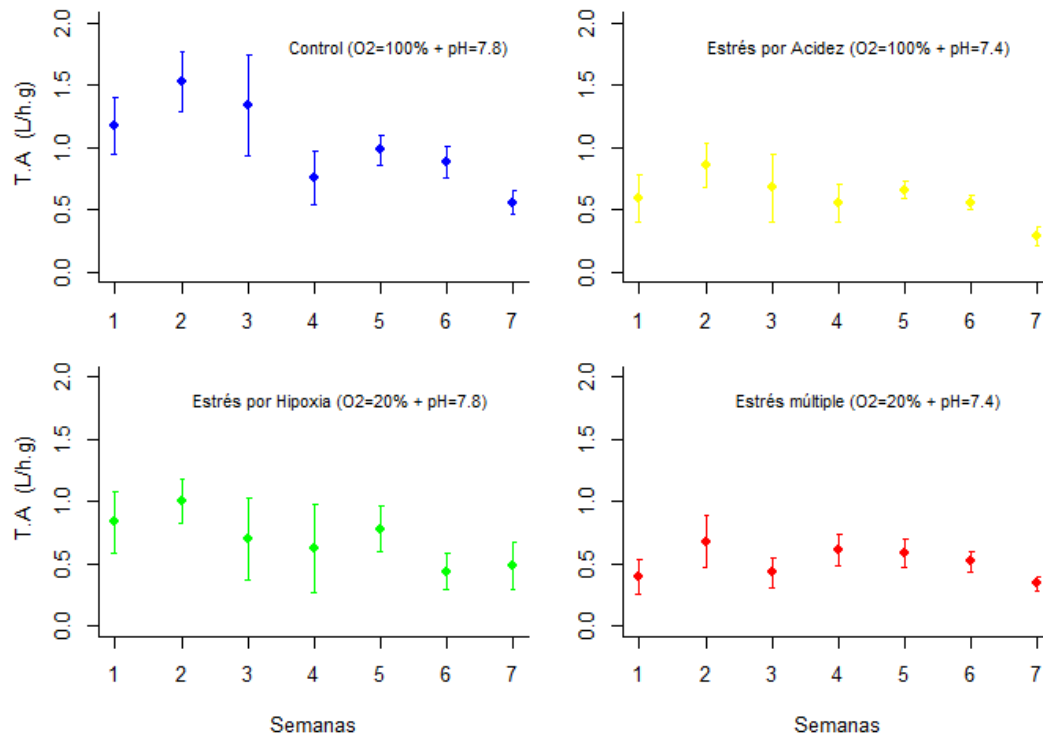 Control (O2=100% + pH=7.8)
T.A (L/h.g)
2.0
1.5
1.0
0.5
0.0
1 2 3 4 5 6 7
Estrés por Acidez (O2=100% + pH=7.4)
2.0
1.5
1.0
0.5
0.0
1 2 3 4 5 6 7
Estrés por Hipoxia (O2=20% + pH=7.8)
T.A (L/h.g)
2.0
1.5
1.0
0.5
0.0
1 2 3 4 5 6 7
Semanas
Estrés múltiple (O2=20% + pH=7.4)
2.0
1.5
1.0
0.5
0.0
1 2 3 4 5 6 7
Semanas